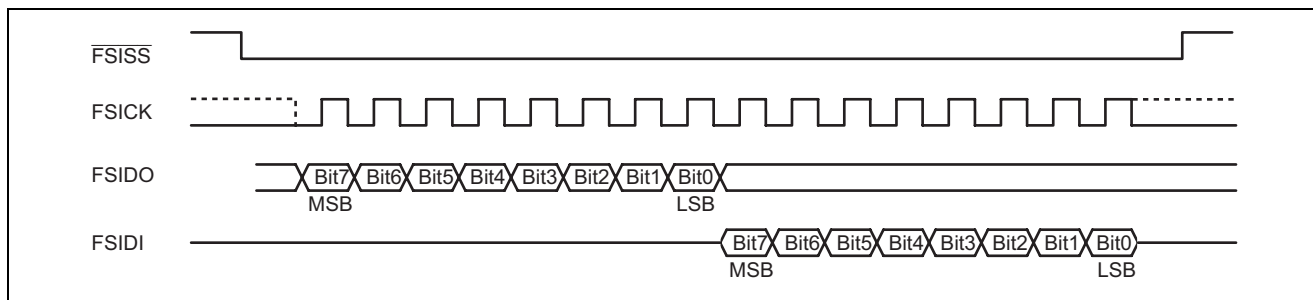 FSISS
FSICK
FSIDO Bit7 Bit6 Bit5 Bit4 Bit3 Bit2 Bit1 Bit0
MSB LSB
FSIDI Bit7 Bit6 Bit5 Bit4 Bit3 Bit2 Bit1 Bit0
MSB LSB